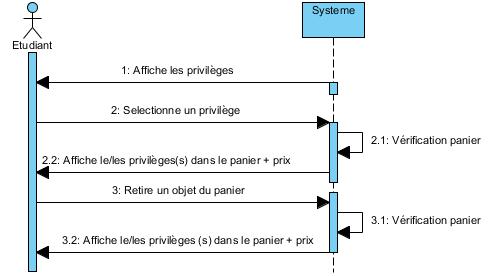 Systeme
Etudiant
1: Affiche les privilèges
2: Selectionne un privilège
2.1: Vérification panier
2.2: Affiche le/les privilèges(s) dans le panier + prix
3: Retire un objet du panier
3.1: Vérification panier
3.2: Affiche le/les privilèges (s) dans le panier + prix